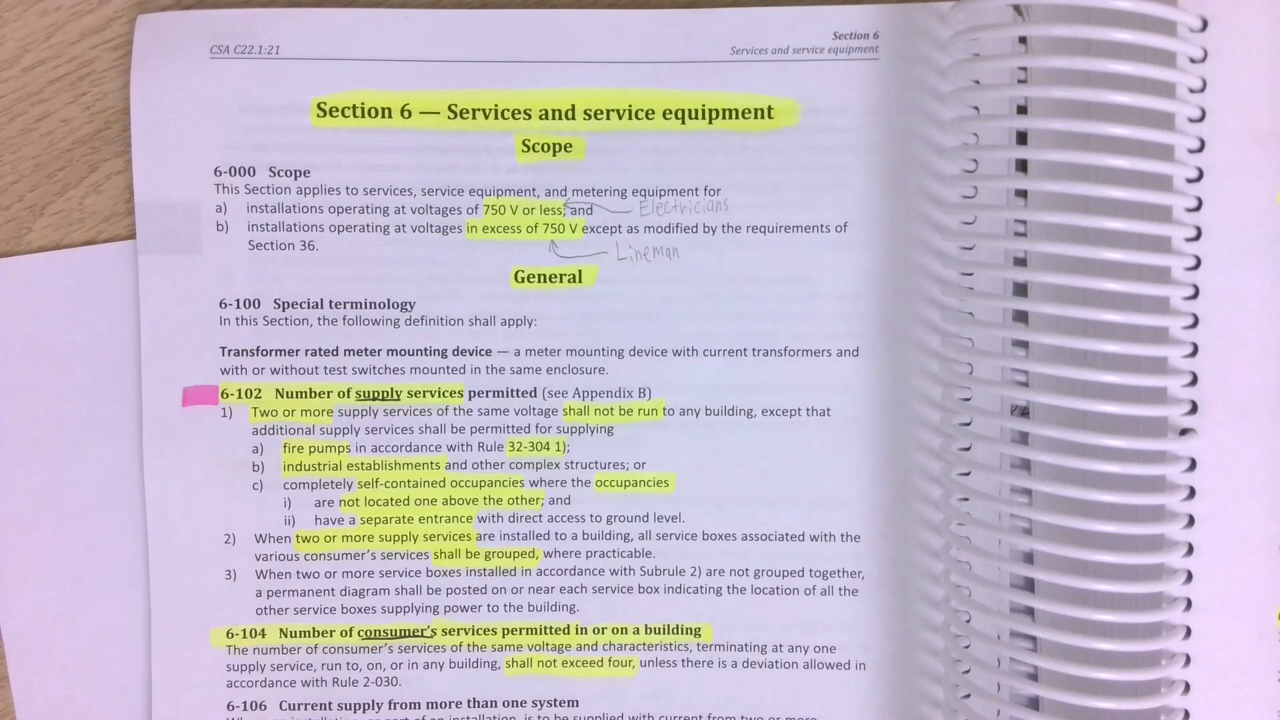 CSA C22.1:21
Section 6
Services and service equipment
Section 6 — Services and service equipment
Scope
6-000 Scope
This Section applies to services, service equipment, and metering equipment for
a) installations operating at voltages of 750 V or less; and
Electricians
b) installations operating at voltages in excess of 750 V except as modified by the requirements of
Section 36.
Lineman
General
6-100 Special terminology
In this Section, the following definition shall apply:
Transformer rated meter mounting device — a meter mounting device with current transformers and
with or without test switches mounted in the same enclosure.
6-102 Number of supply services permitted (see Appendix B)
1) Two or more supply services of the same voltage shall not be run to any building, except that
additional supply services shall be permitted for supplying
a) fire pumps in accordance with Rule 32-304 1);
b) industrial establishments and other complex structures; or
c) completely self-contained occupancies where the occupancies
i) are not located one above the other; and
ii) have a separate entrance with direct access to ground level.
2) When two or more supply services are installed to a building, all service boxes associated with the
various consumer's services shall be grouped, where practicable.
3) When two or more service boxes installed in accordance with Subrule 2) are not grouped together,
a permanent diagram shall be posted on or near each service box indicating the location of all the
other service boxes supplying power to the building.
6-104 Number of consumer's services permitted in or on a building
The number of consumer's services of the same voltage and characteristics, terminating at any one
supply service, run to, on, or in any building, shall not exceed four, unless there is a deviation allowed in
accordance with Rule 2-030.
6-106 Current supply from more than one system
is to be supplied with current from two or more